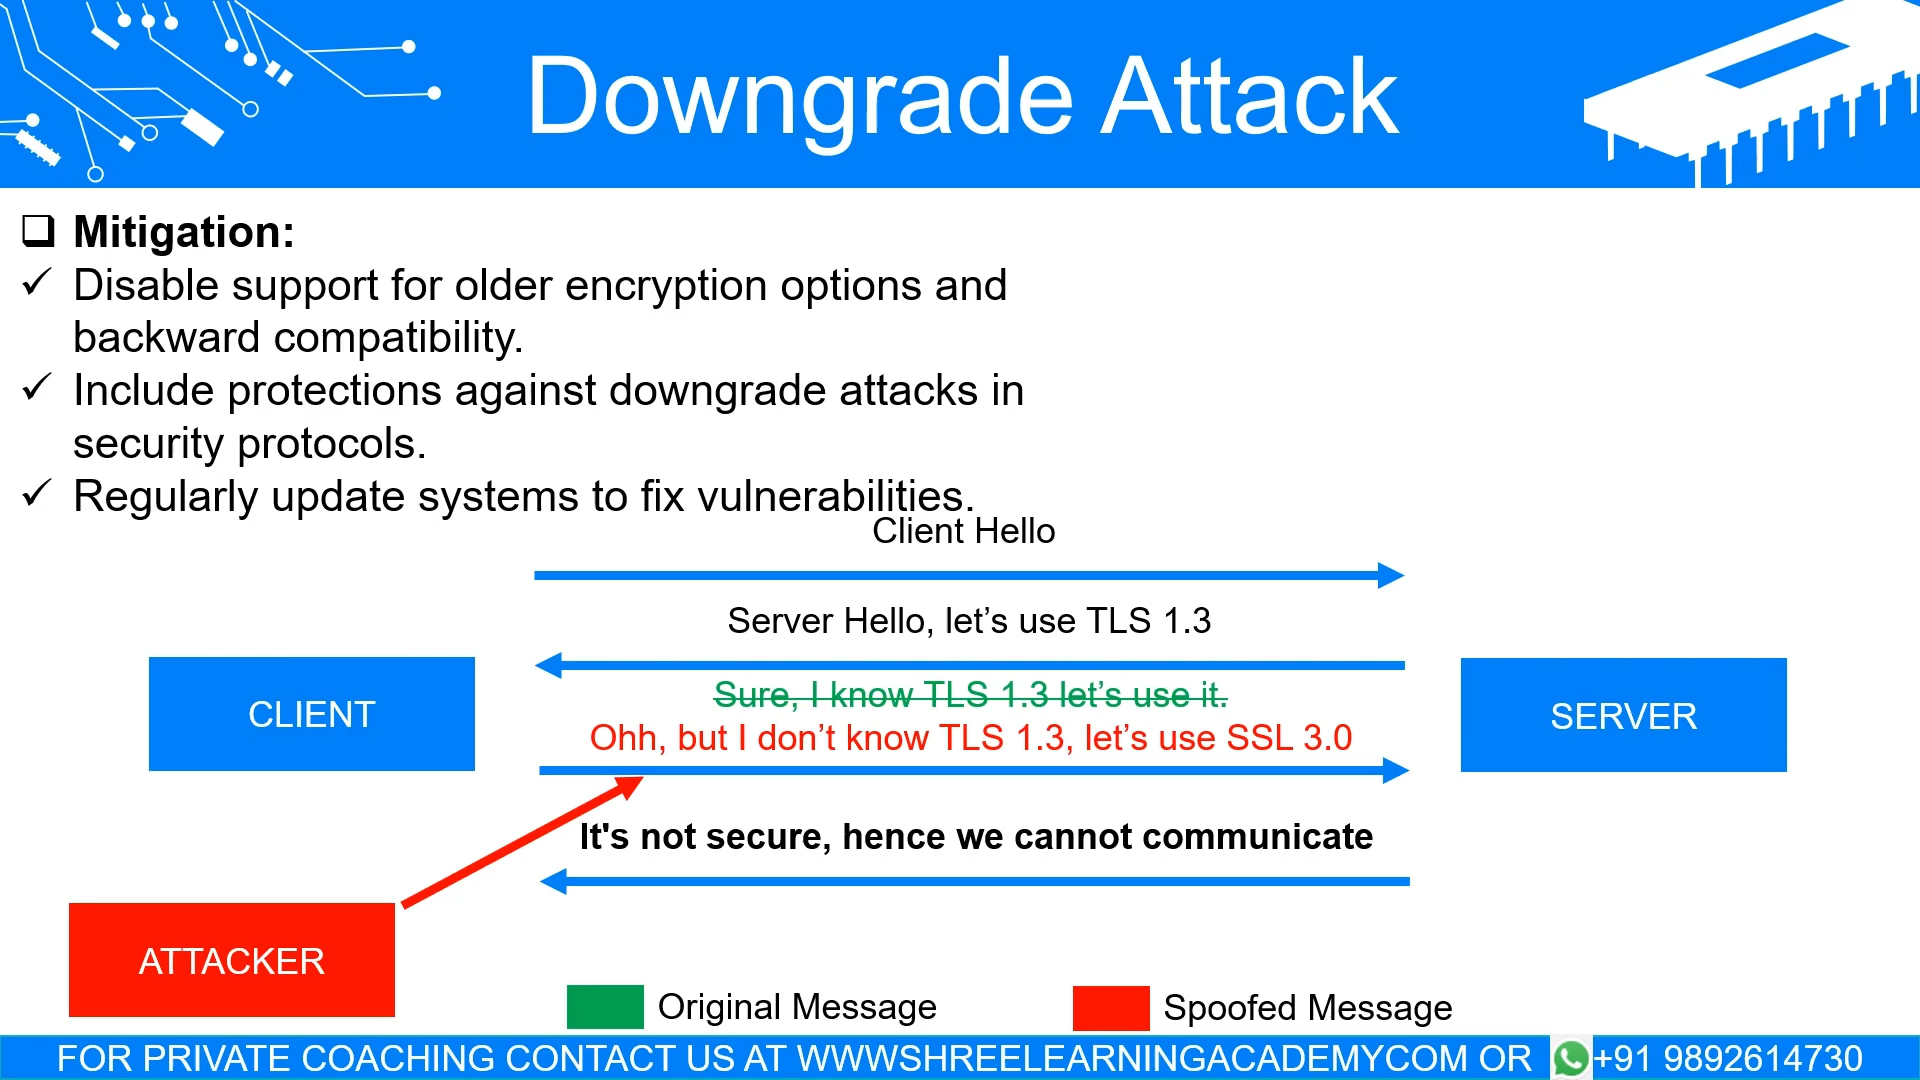 Downgrade Attack
Mitigation:
Disable support for older encryption options and
backward compatibility.
Include protections against downgrade attacks in
security protocols.
Regularly update systems to fix vulnerabilities.
Client Hello
Server Hello, let’s use TLS 1.3
Sure, I know TLS 1.3 let’s use it.
Ohh, but I don’t know TLS 1.3, let’s use SSL 3.0
CLIENT
SERVER
It's not secure, hence we cannot communicate
ATTACKER
Original Message
Spoofed Message
FOR PRIVATE COACHING CONTACT US AT WWWSHREELEARNINGACADEMYCOM OR +91 9892614730